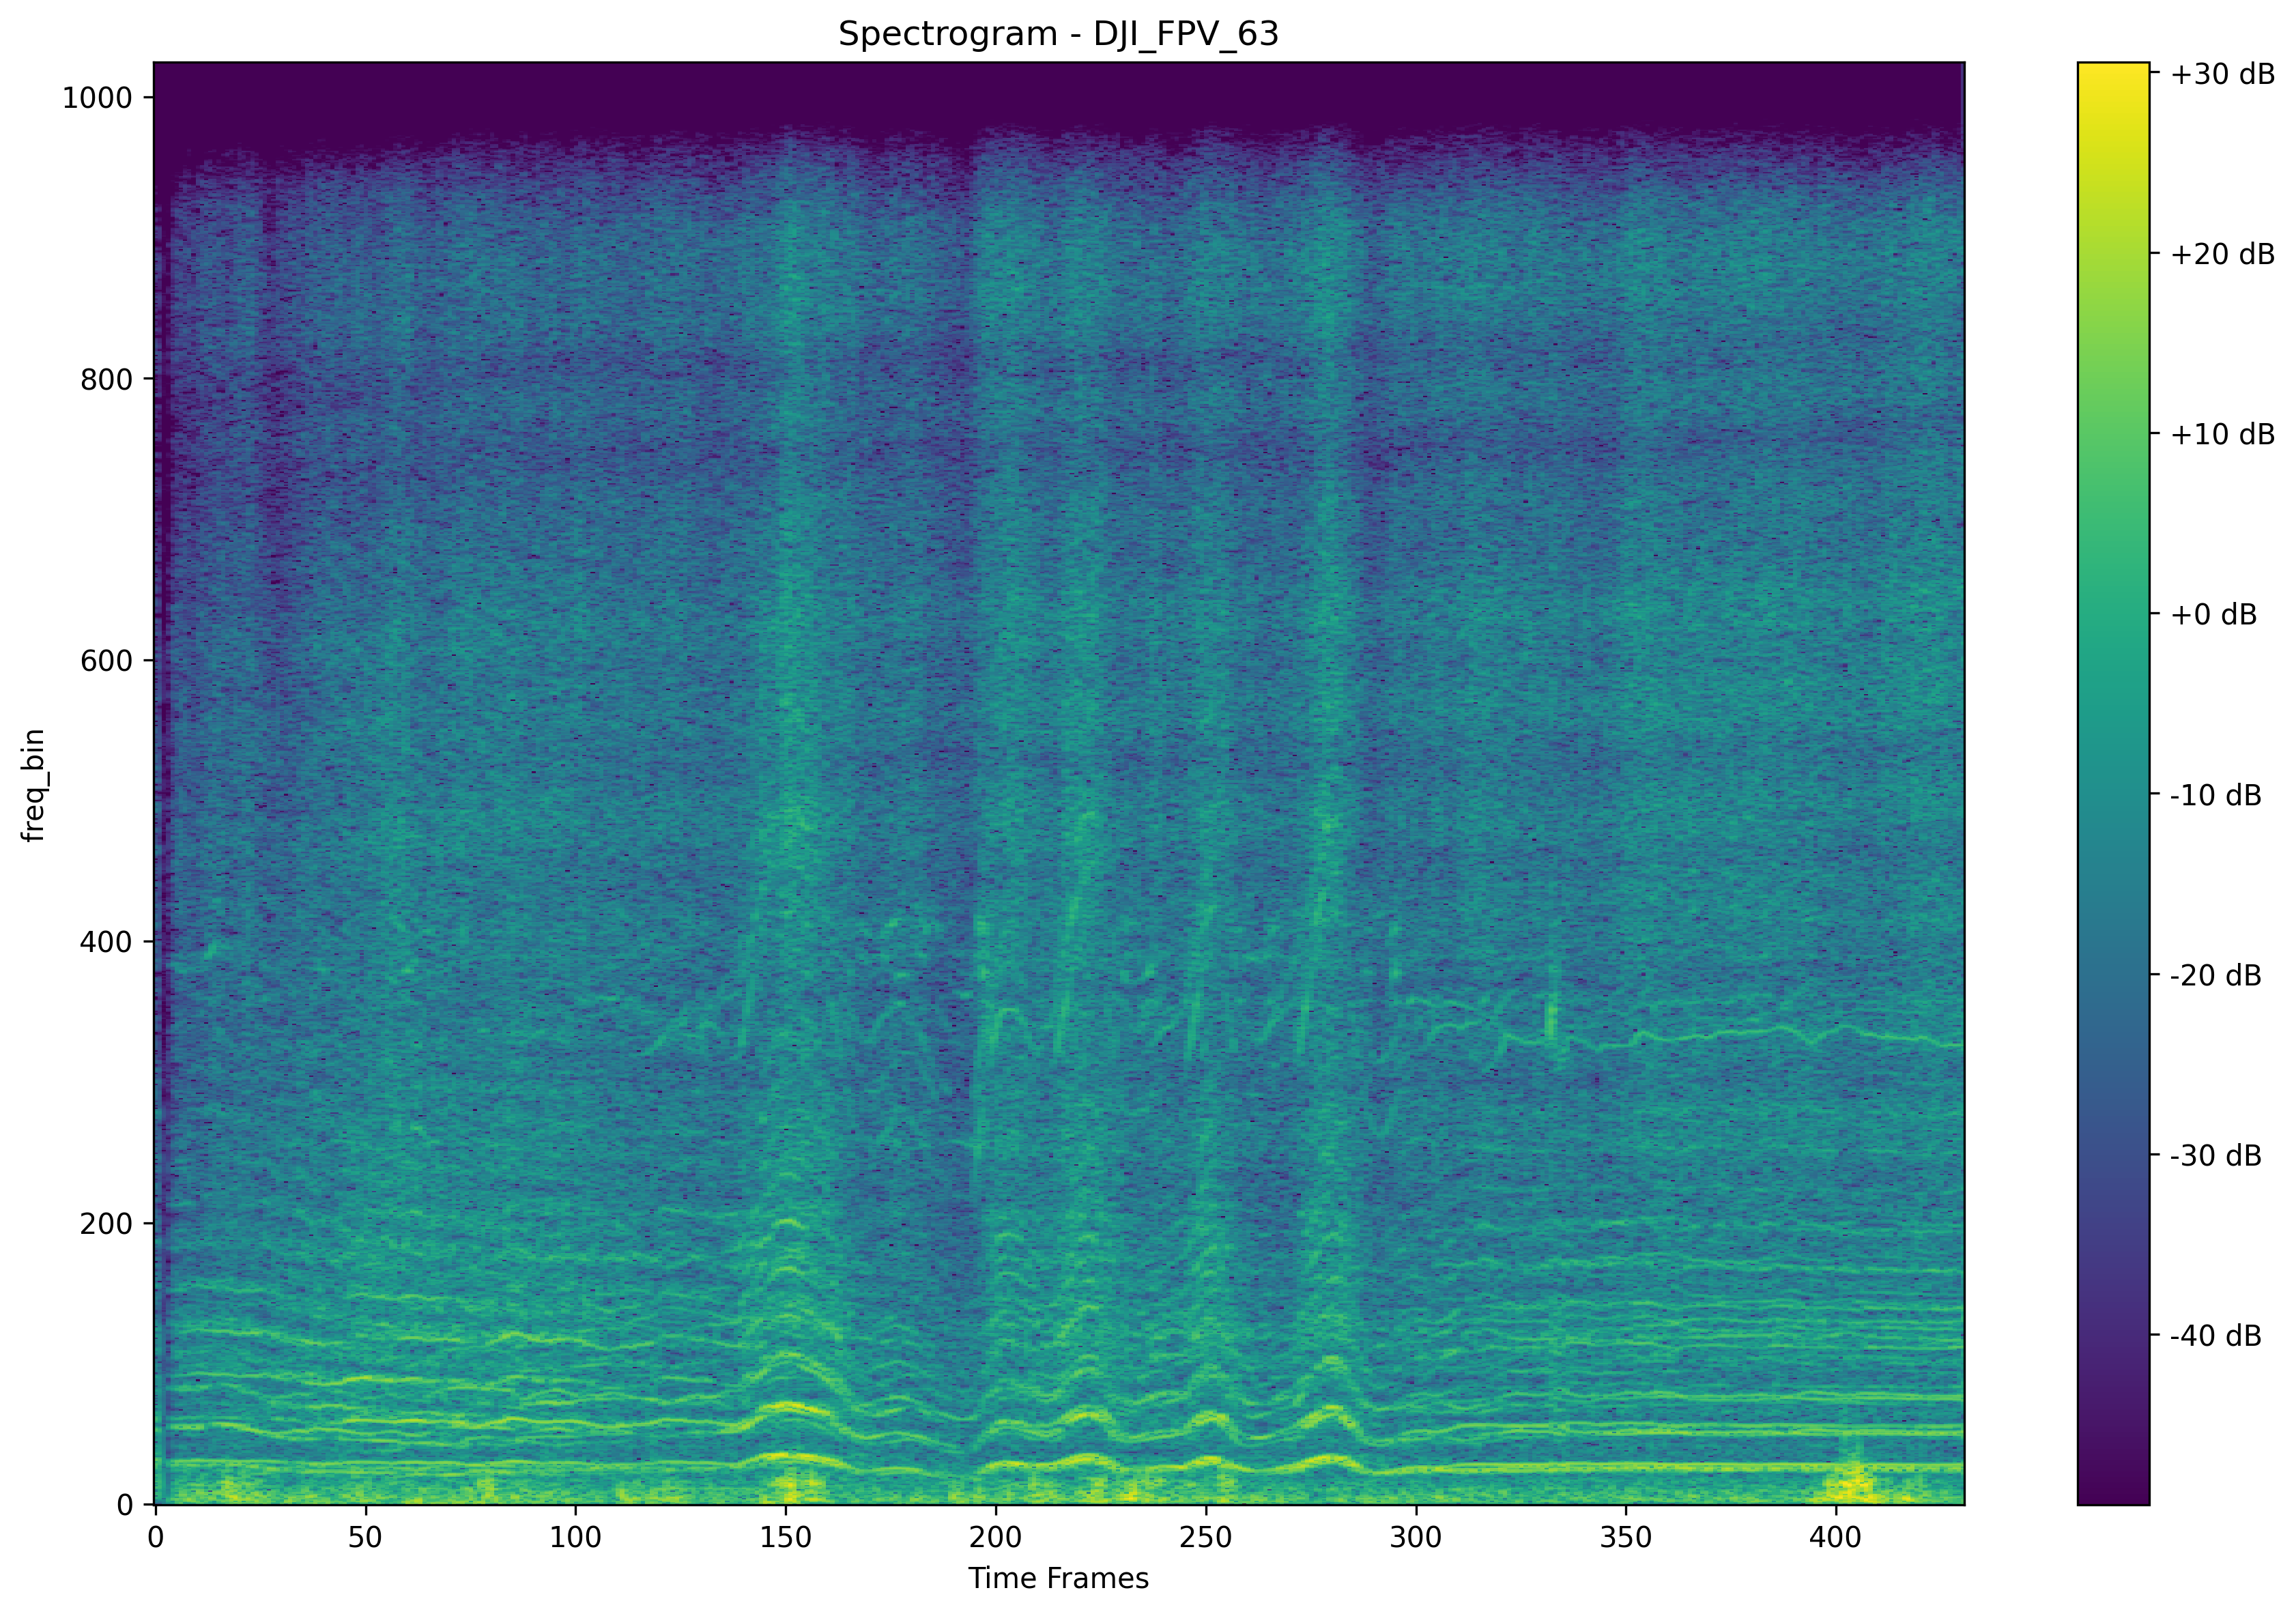 Spectrogram - DJI_FPV_63
1000
800
600
400
200
0
freq_bin
0 50 100 150 200 250 300 350 400
Time Frames
+30 dB
+20 dB
+10 dB
+0 dB
-10 dB
-20 dB
-30 dB
-40 dB